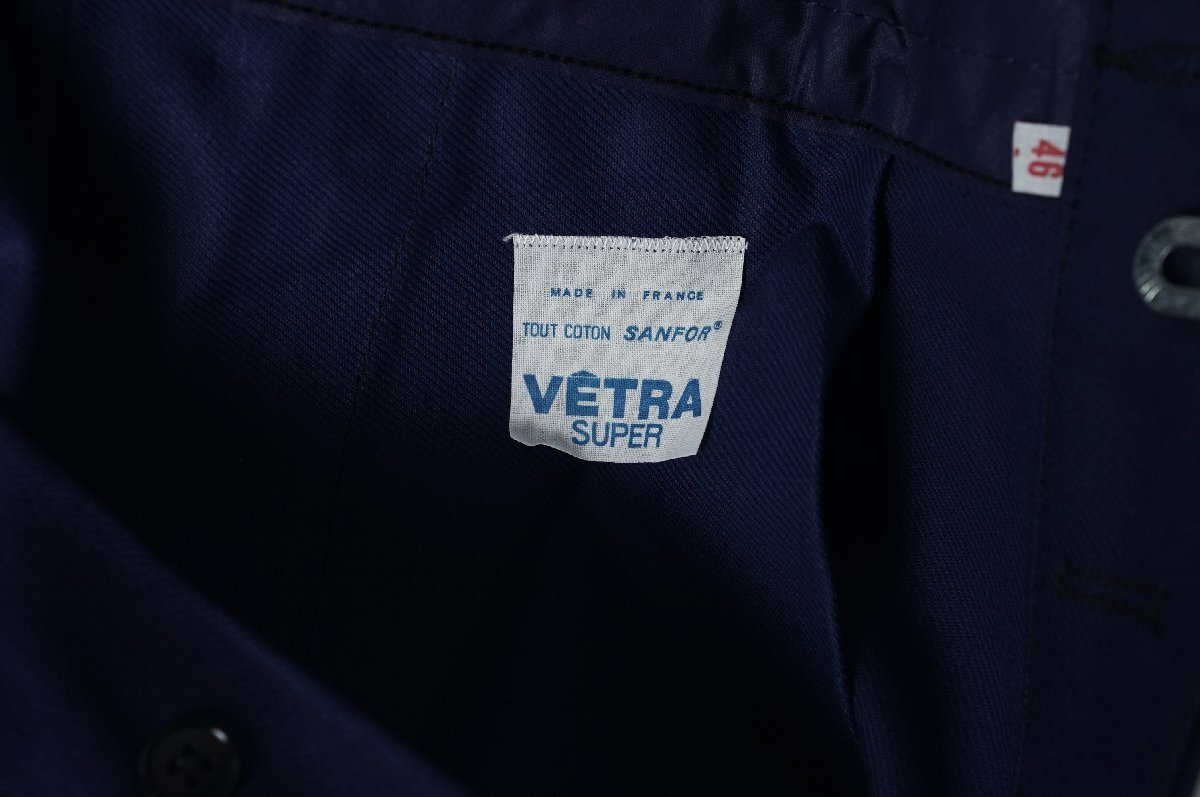 46
MADE IN FRANCE
TOUT COTON SANFOR®
VÊTRA
SUPER